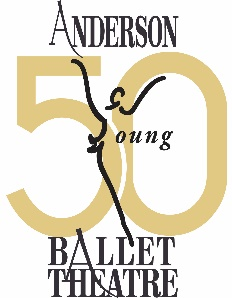 ANDERSON
50
& Young
BALLET
THEATRE